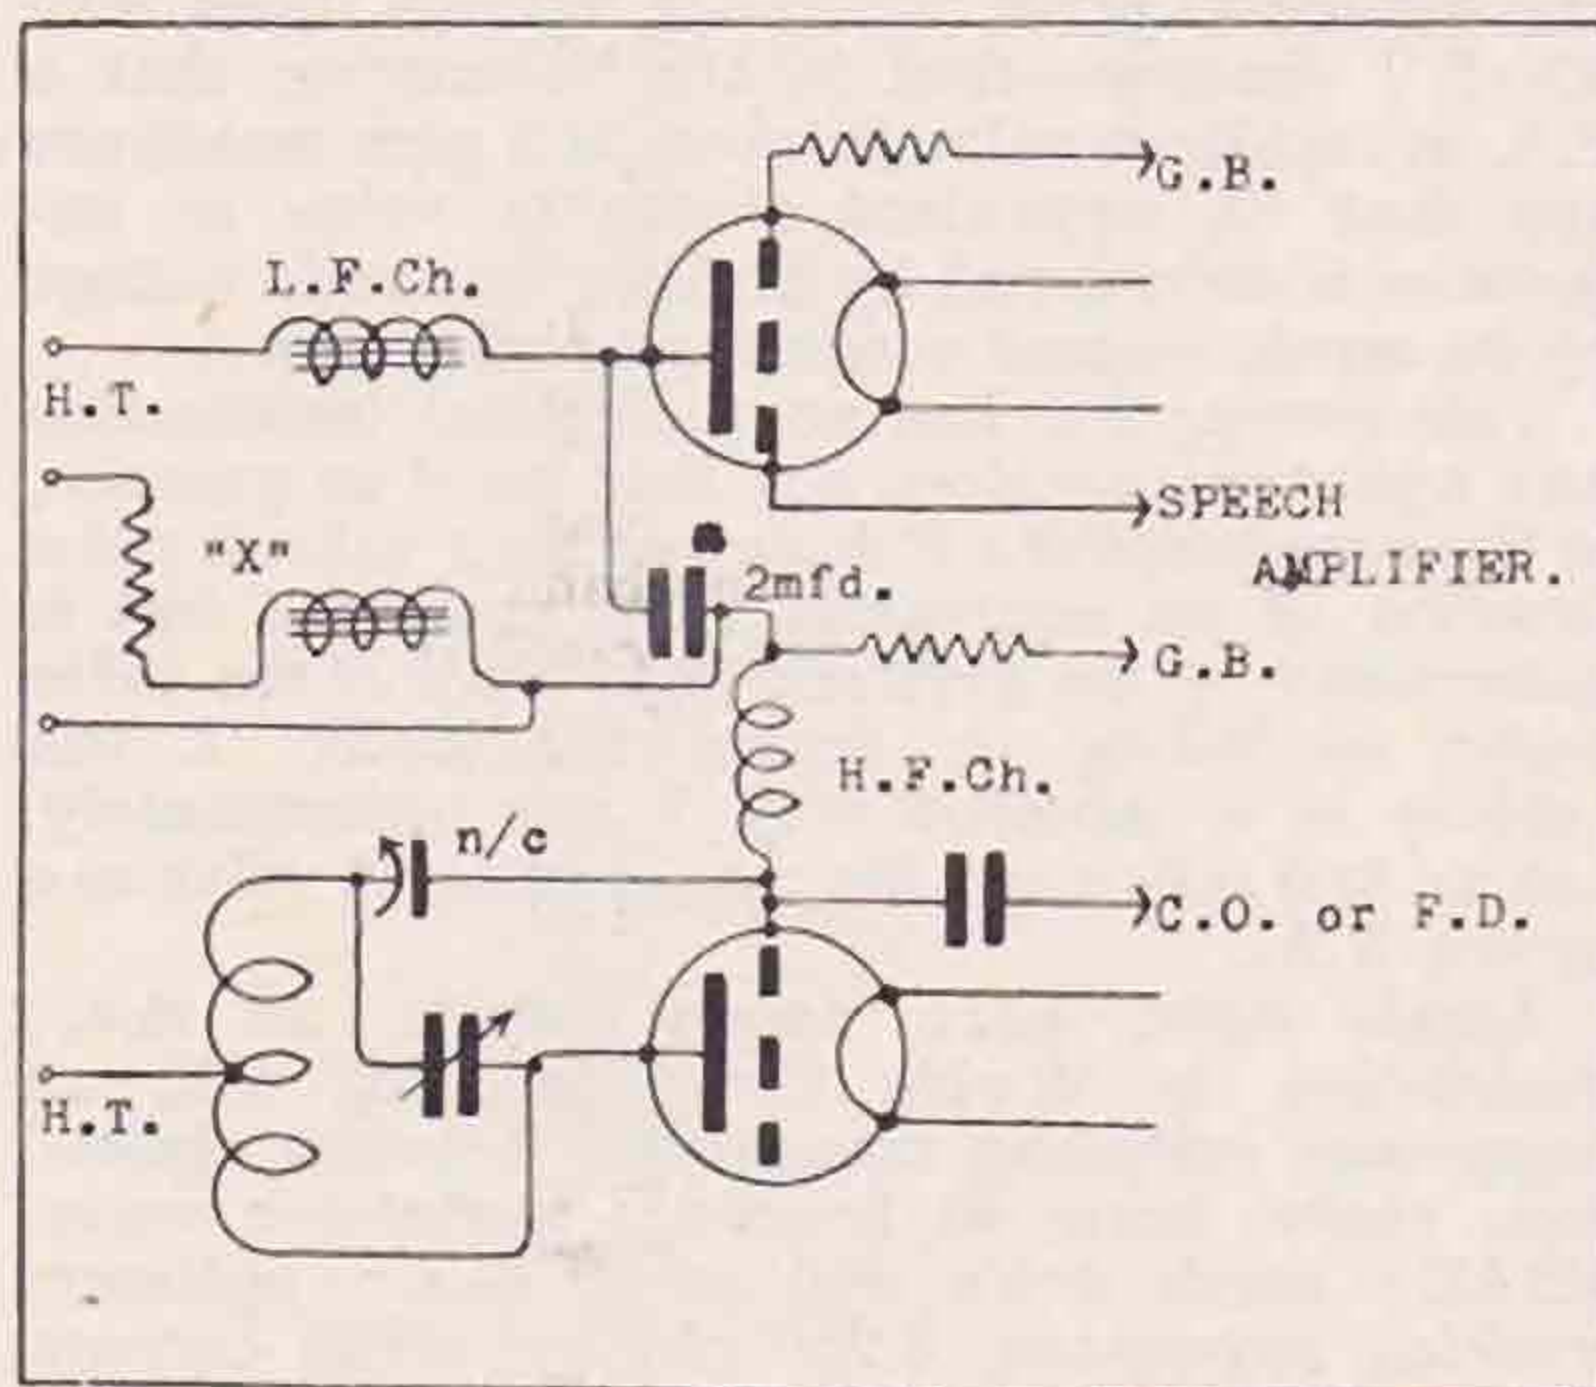 G.B.
L.F.Ch.
H.T.
SPEECH
AMPLIFIER.
"X"
2mfd.
G.B.
H.F.Ch.
n/c
C.O. or F.D.
H.T.